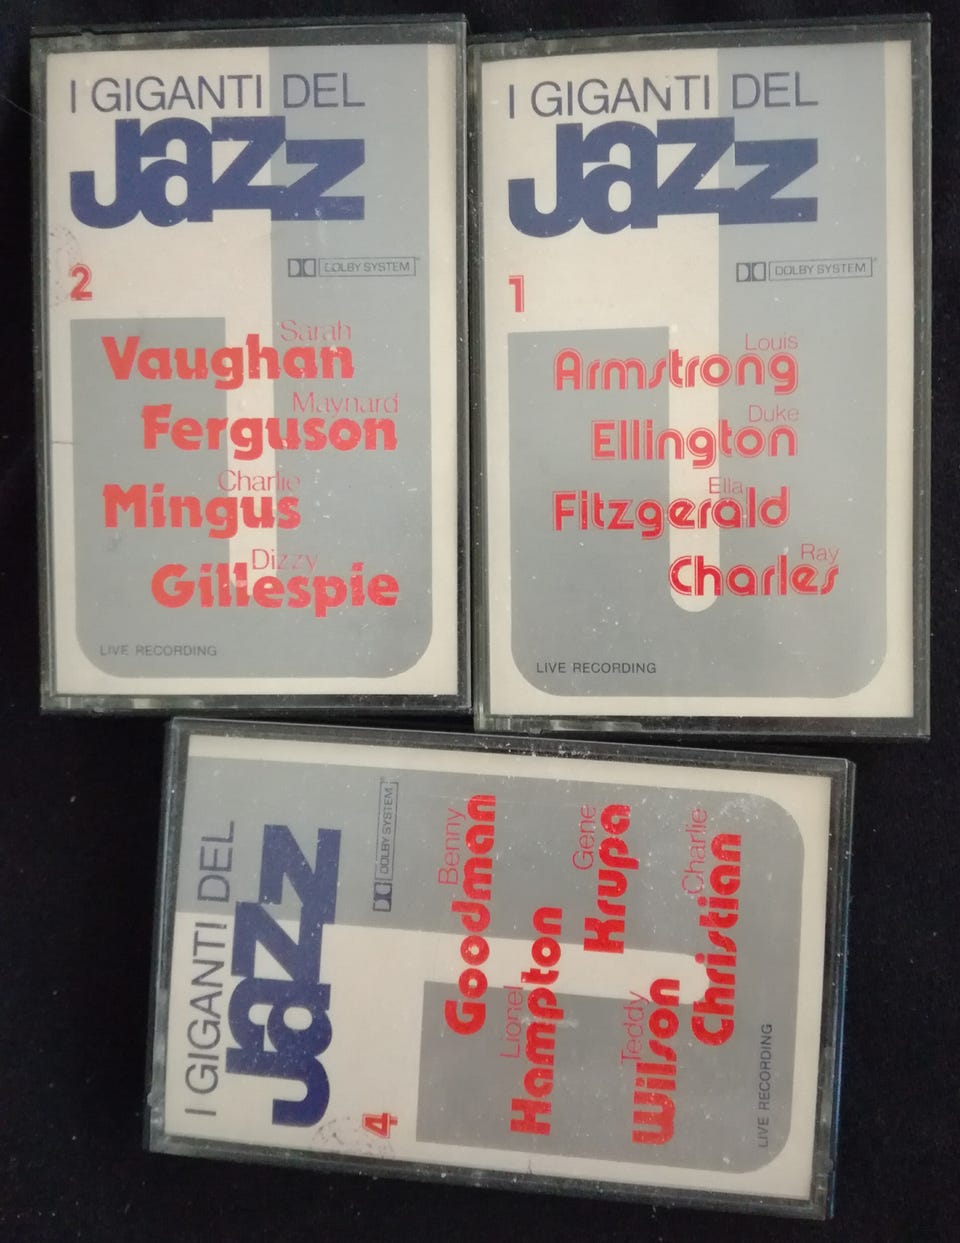 I GIGANTI DEL
Jazz
DOLBY SYSTEM
2
Sarah
Vaughan
Maynard
Ferguson
Charlie
Mingus
Dizzy
Gillespie
LIVE RECORDING
I GIGANTI DEL
Jazz
DOLBY SYSTEM
1
Louis
Armstrong
Duke
Ellington
Ella
Fitzgerald
Ray
Charles
LIVE RECORDING
I GIGANTI DEL
Jazz
DOLBY SYSTEM
4
Benny
Goodman
Lionel
Hampton
Gene
Krupa
Teddy
Wilson
Charlie
Christian
LIVE RECORDING